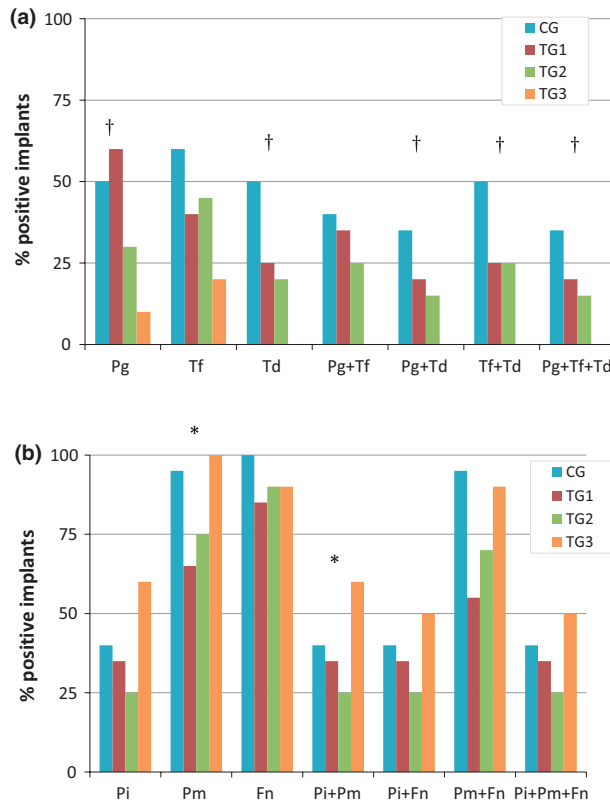 (a)
100
75
50
25
0
% positive implants
CG
TG1
TG2
TG3
† † † † †
Pg Tf Td Pg+Tf Pg+Td Tf+Td Pg+Tf+Td
(b)
100
75
50
25
0
% positive implants
* *
CG
TG1
TG2
TG3
Pi Pm Fn Pi+Pm Pi+Fn Pm+Fn Pi+Pm+Fn